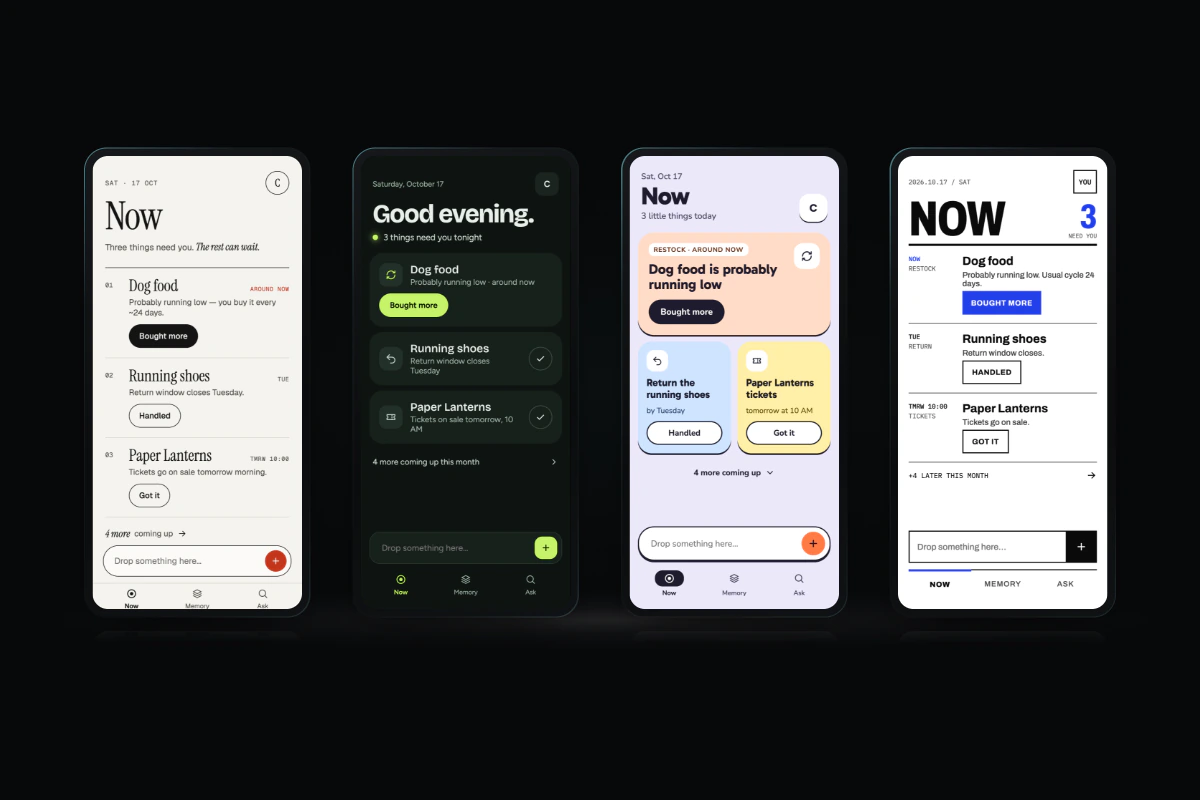 SAT · 17 OCT
C
Now
Three things need you. The rest can wait.
01
Dog food
AROUND NOW
Probably running low — you buy it every
~24 days.
Bought more
02
Running shoes
TUE
Return window closes Tuesday.
Handled
03
Paper Lanterns
TMRW 10:00
Tickets go on sale tomorrow morning.
Got it
4 more coming up →
Drop something here...
+
Now
Memory
Ask
Saturday, October 17
C
Good evening.
3 things need you tonight
Dog food
Probably running low · around now
Bought more
Running shoes
Return window closes
Tuesday
Paper Lanterns
Tickets on sale tomorrow, 10
AM
4 more coming up this month
Drop something here...
+
Now
Memory
Ask
Sat, Oct 17
Now
3 little things today
C
RESTOCK · AROUND NOW
Dog food is probably
running low
Bought more
Return the
running shoes
by Tuesday
Handled
Paper Lanterns
tickets
tomorrow at 10 AM
Got it
4 more coming up
Drop something here...
+
Now
Memory
Ask
2026.10.17 / SAT
YOU
NOW
3
NEED YOU
NOW
RESTOCK
Dog food
Probably running low. Usual cycle 24
days.
BOUGHT MORE
TUE
RETURN
Running shoes
Return window closes.
HANDLED
TMRW 10:00
TICKETS
Paper Lanterns
Tickets go on sale.
GOT IT
+4 LATER THIS MONTH →
Drop something here...
+
NOW
MEMORY
ASK